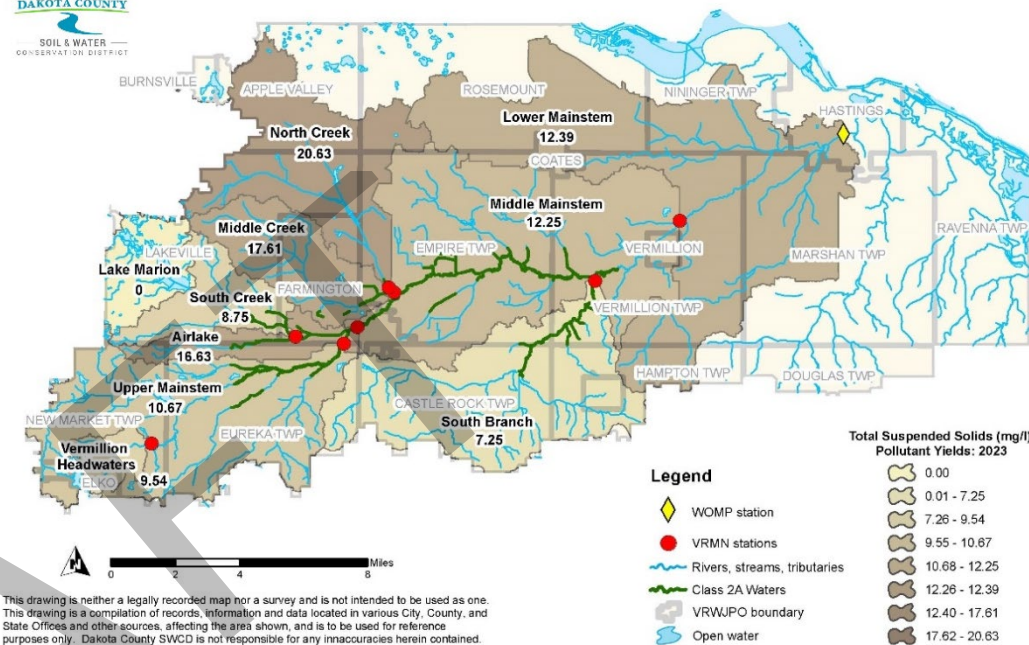 DAKOTA COUNTY
SOIL & WATER
CONSERVATION DISTRICT
BURNSVILLE
APPLE VALLEY
ROSEMOUNT
NININGER TWP
HASTINGS
Lower Mainstem
12.39
North Creek
20.63
COATES
Middle Mainstem
12.25
Middle Creek
17.61
LAKEVILLE
EMPIRE TWP
VERMILLION
MARSHAN TWP
RAVENNA TWP
Lake Marion
0
FARMINGTON
South Creek
8.75
VERMILLION TWP
Airlake
16.63
HAMPTON TWP
DOUGLAS TWP
Upper Mainstem
10.67
CASTLE ROCK TWP
NEW MARKET TWP
South Branch
7.25
EUREKA TWP
Vermillion
Headwaters
9.54
ELKO
Legend
WOMP station
VRMN stations
Rivers, streams, tributaries
Class 2A Waters
VRWJPO boundary
Open water
Total Suspended Solids (mg/l)
Pollutant Yields: 2023
0.00
0.01 - 7.25
7.26 - 9.54
9.55 - 10.67
10.68 - 12.25
12.26 - 12.39
12.40 - 17.61
17.62 - 20.63
N
Miles
0 2 4 8
This drawing is neither a legally recorded map nor a survey and is not intended to be used as one.
This drawing is a compilation of records, information and data located in various City, County, and
State Offices and other sources, affecting the area shown, and is to be used for reference
purposes only. Dakota County SWCD is not responsible for any innaccuracies herein contained.